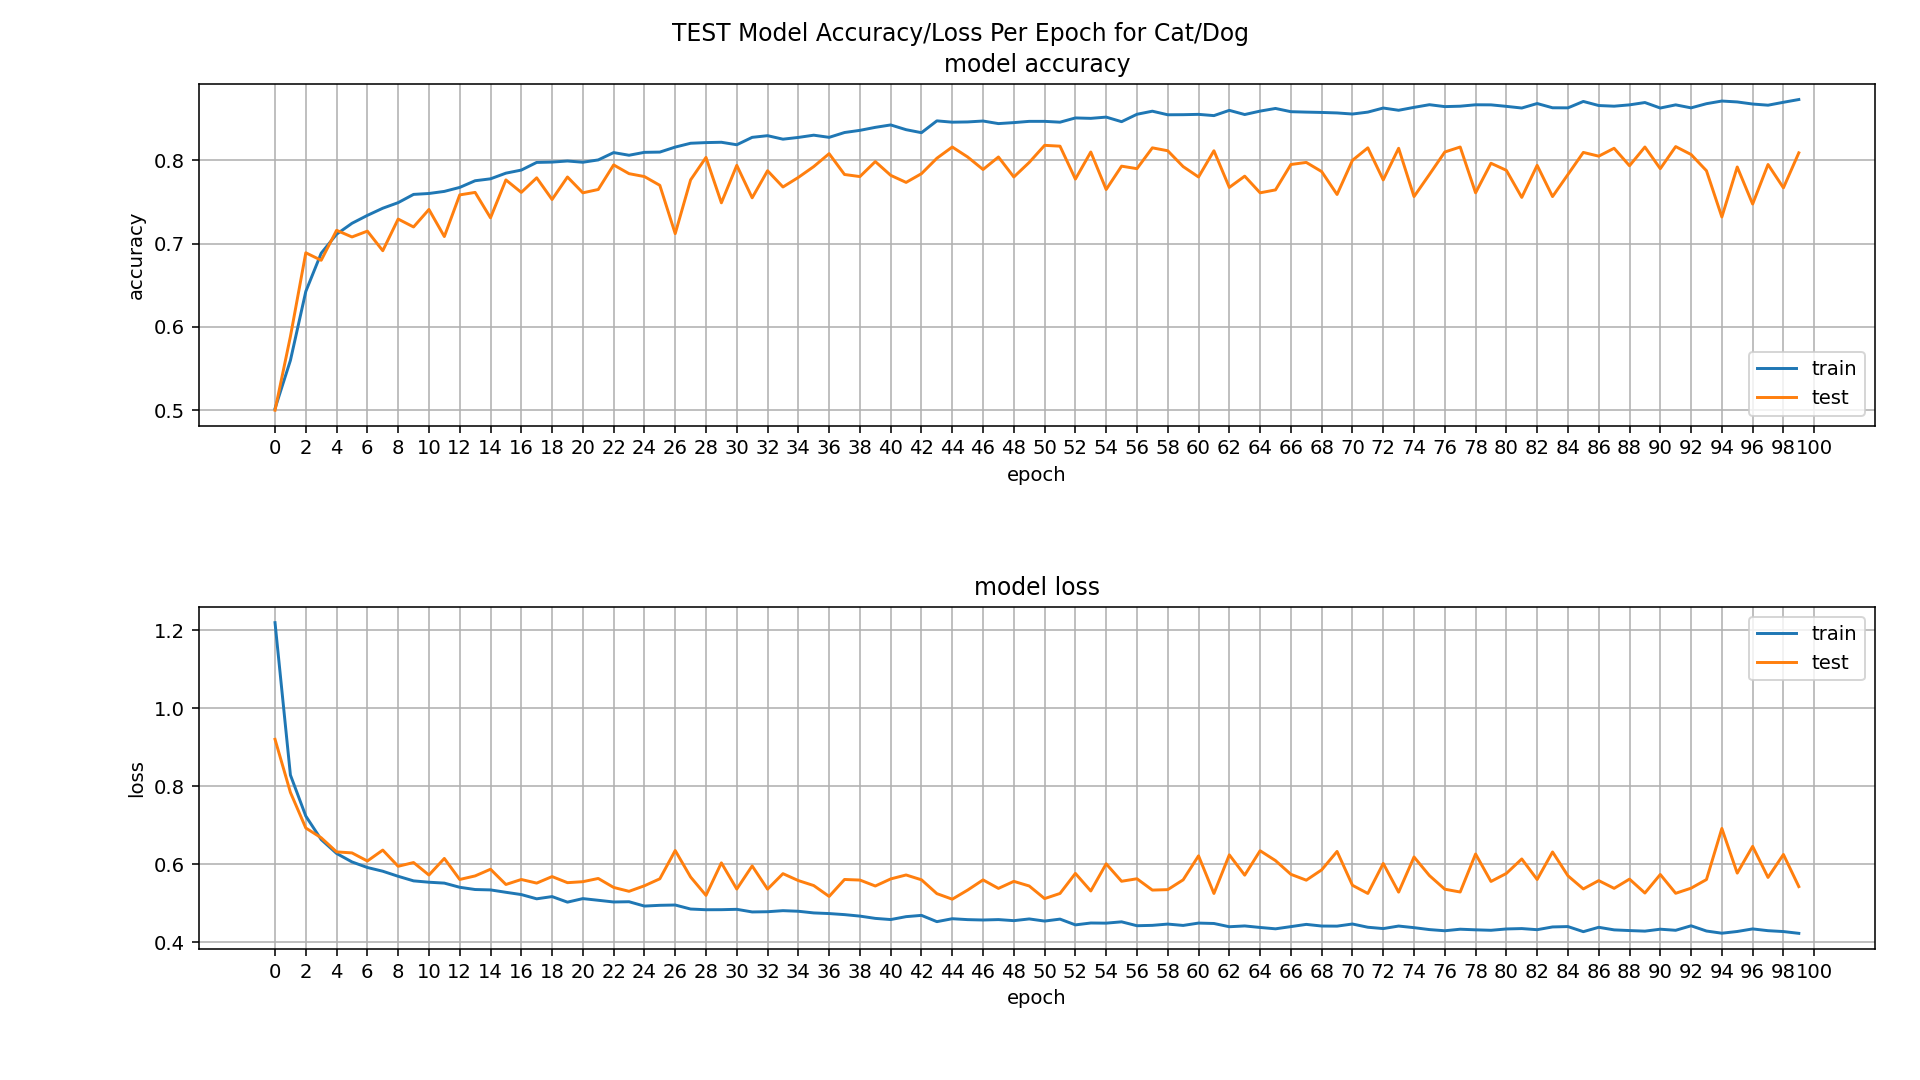 TEST Model Accuracy/Loss Per Epoch for Cat/Dog
model accuracy
accuracy
0.8
0.7
0.6
0.5
train
test
0 2 4 6 8 10 12 14 16 18 20 22 24 26 28 30 32 34 36 38 40 42 44 46 48 50 52 54 56 58 60 62 64 66 68 70 72 74 76 78 80 82 84 86 88 90 92 94 96 98 100
epoch
model loss
loss
1.2
1.0
0.8
0.6
0.4
train
test
0 2 4 6 8 10 12 14 16 18 20 22 24 26 28 30 32 34 36 38 40 42 44 46 48 50 52 54 56 58 60 62 64 66 68 70 72 74 76 78 80 82 84 86 88 90 92 94 96 98 100
epoch